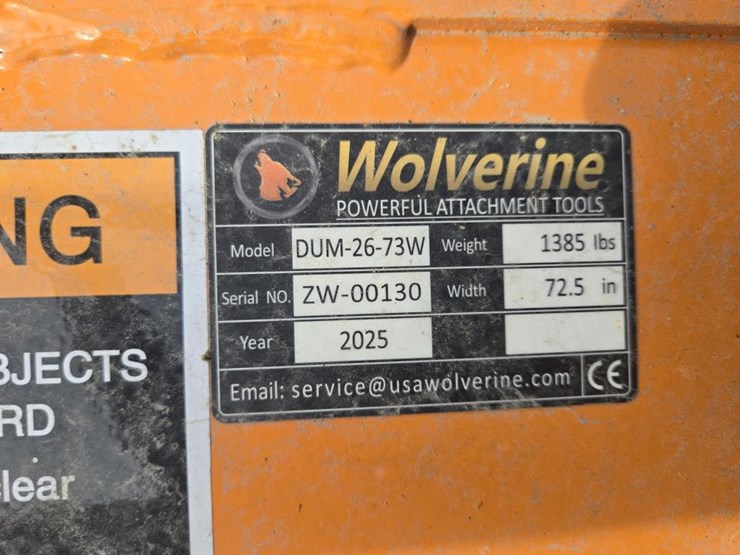 NG
BJECTS
RD
lear
Wolverine
POWERFUL ATTACHMENT TOOLS
Model DUM-26-73W Weight 1385 lbs
Serial NO. ZW-00130 Width 72.5 in
Year 2025
Email: service@usawolverine.com CE